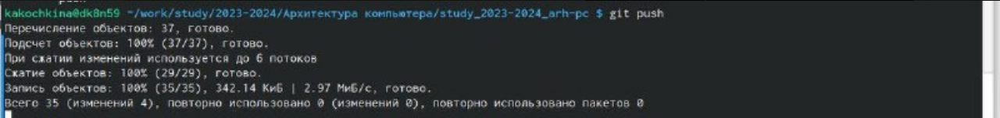 kakochkina@dk8n59 ~/work/study/2023-2024/Архитектура компьютера/study_2023-2024_arh-pc $ git push
Перечисление объектов: 37, готово.
Подсчет объектов: 100% (37/37), готово.
При сжатии изменений используется до 6 потоков
Сжатие объектов: 100% (29/29), готово.
Запись объектов: 100% (35/35), 342.14 КиБ | 2.97 МиБ/с, готово.
Всего 35 (изменений 4), повторно использовано 0 (изменений 0), повторно использовано пакетов 0